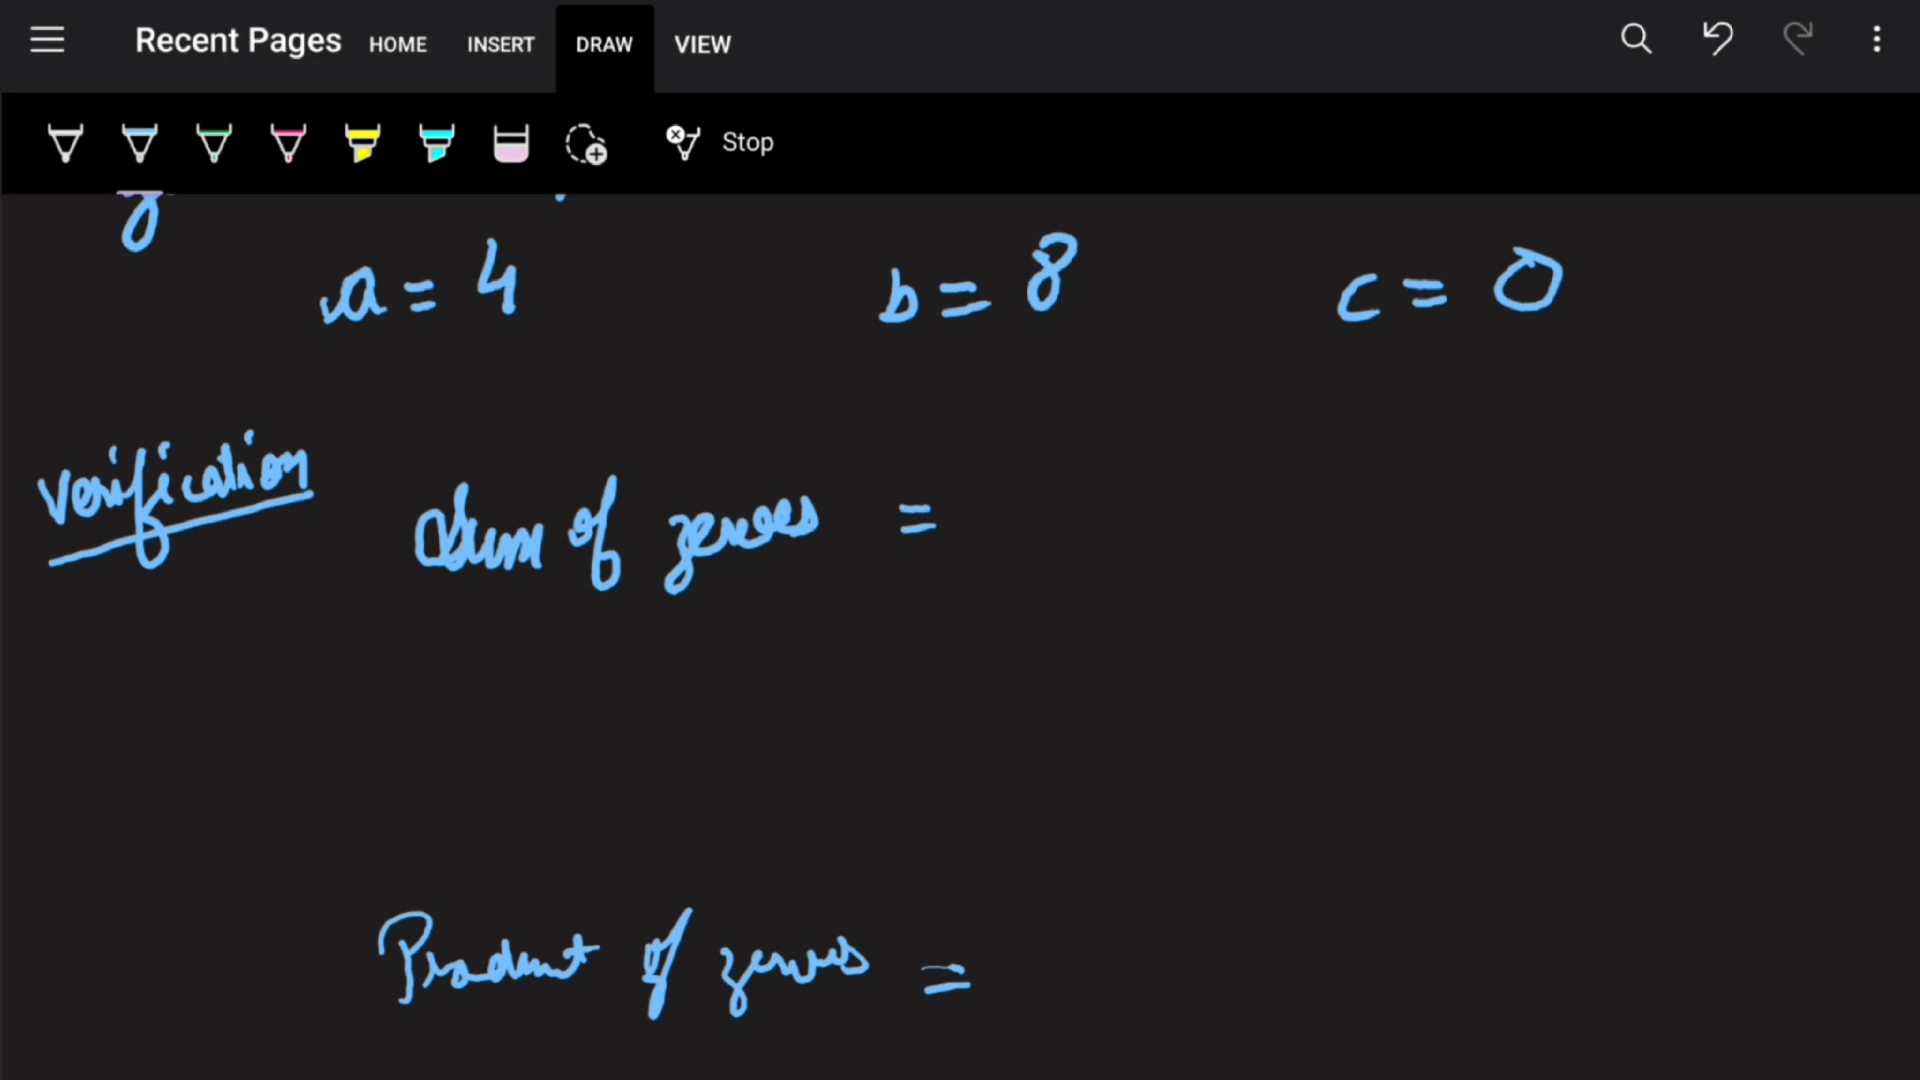 Recent Pages HOME INSERT DRAW VIEW
Stop
a = 4 b = 8 c = 0
Verification Sum of zeroes =
Product of zeroes =